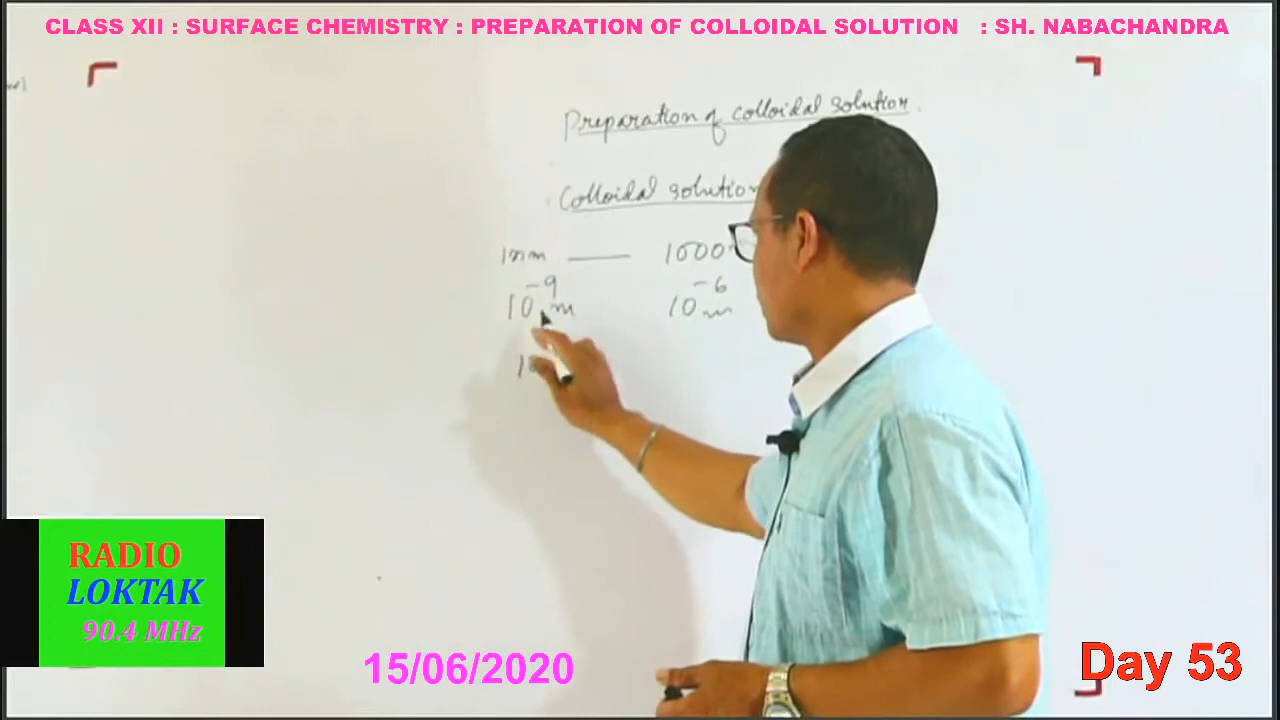 CLASS XII : SURFACE CHEMISTRY : PREPARATION OF COLLOIDAL SOLUTION : SH. NABACHANDRA
Preparation of colloidal solution.
Colloidal solution
1nm —— 1000
10⁻⁹m 10⁻⁶m
RADIO
LOKTAK
90.4 MHz
15/06/2020
Day 53